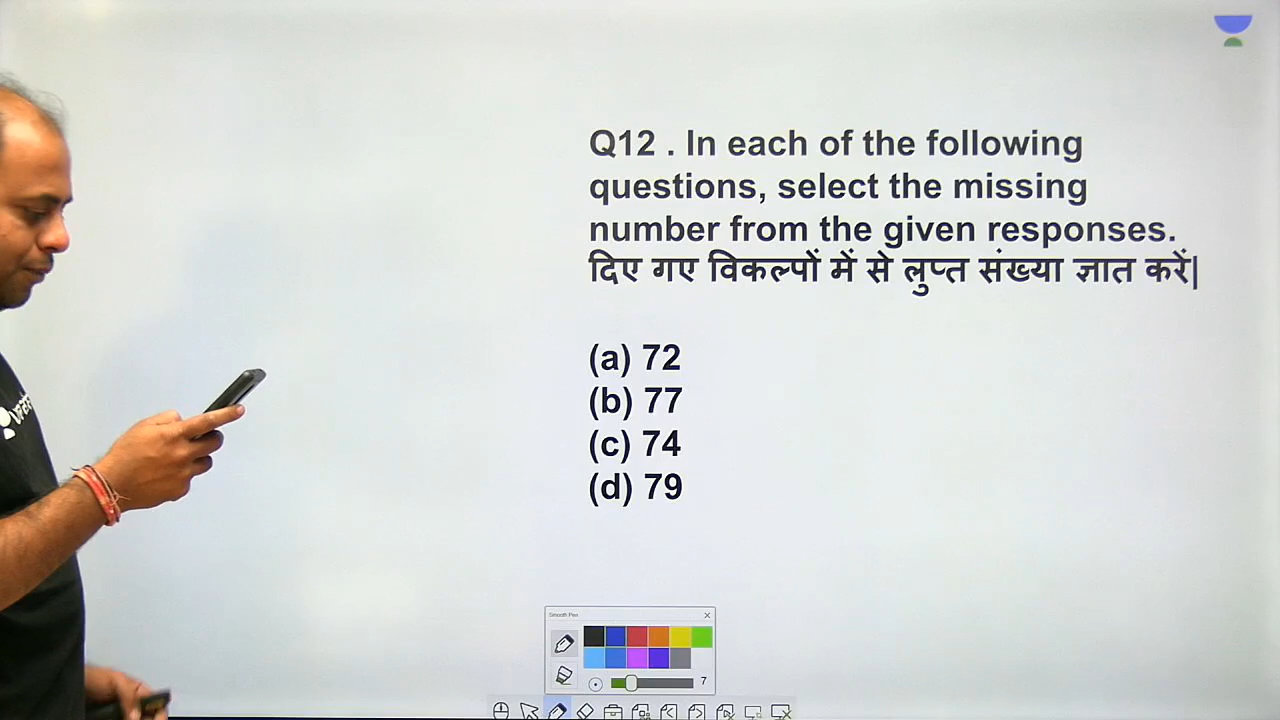 Q12 . In each of the following
questions, select the missing
number from the given responses.
दिए गए विकल्पों में से लुप्त संख्या ज्ञात करें|
(a) 72
(b) 77
(c) 74
(d) 79
Smooth Pen
7